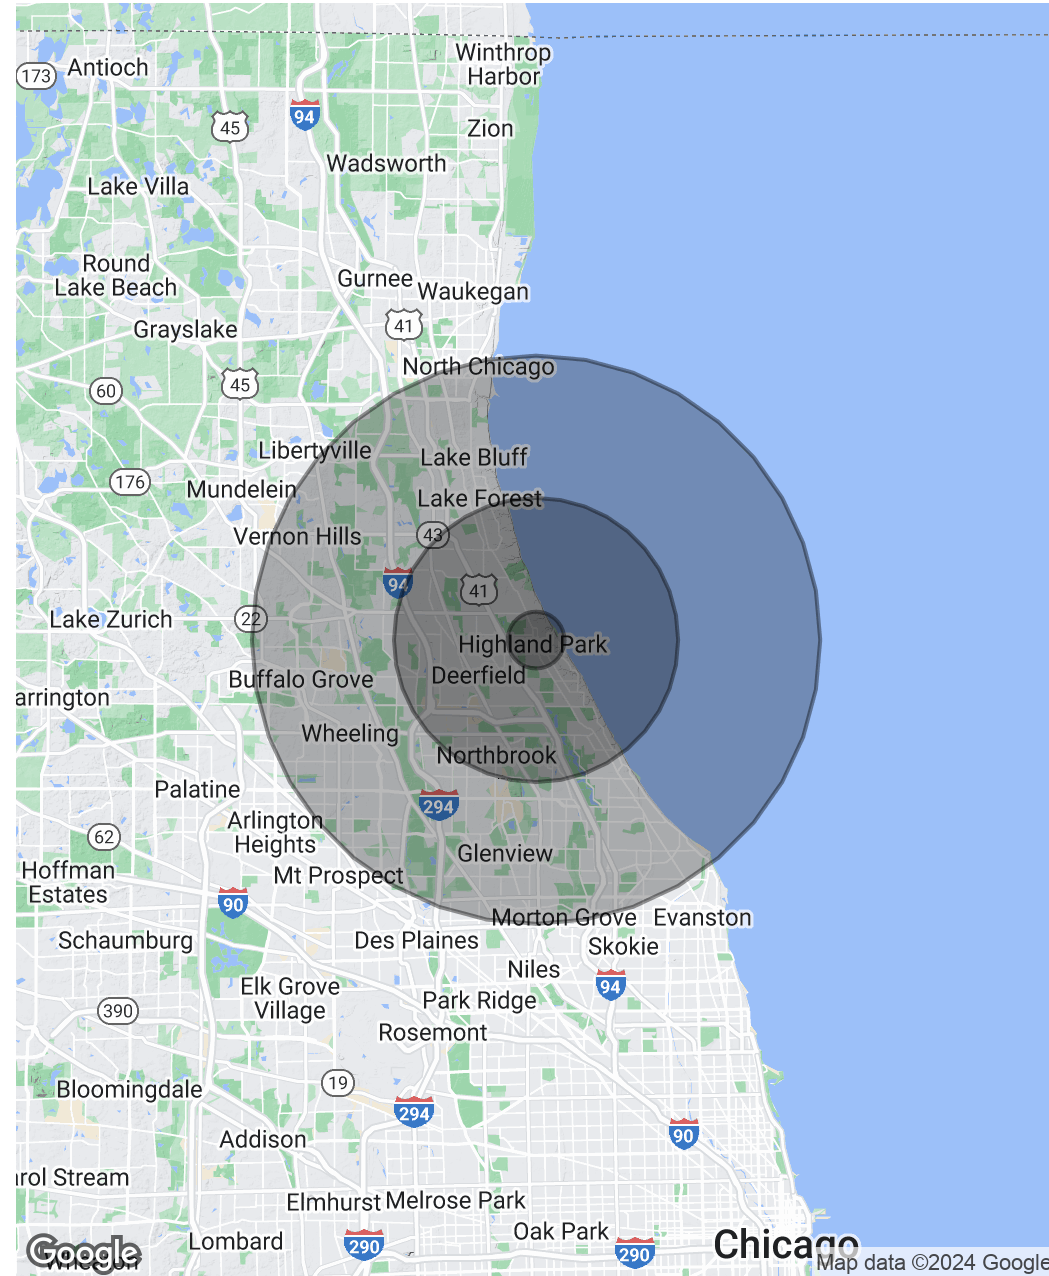 Winthrop
Harbor
Antioch
173
94
45
Zion
Wadsworth
Lake Villa
Round
Lake Beach
Gurnee
Waukegan
Grayslake
41
North Chicago
60
45
Libertyville
Lake Bluff
176
Mundelein
Lake Forest
Vernon Hills
43
94
41
Lake Zurich
22
Highland Park
Buffalo Grove
Deerfield
arrington
Wheeling
Northbrook
Palatine
294
Arlington
Heights
62
Glenview
Hoffman
Estates
Mt Prospect
90
Morton Grove
Evanston
Schaumburg
Des Plaines
Skokie
Niles
94
Elk Grove
Village
Park Ridge
390
Rosemont
19
Bloomingdale
294
90
Addison
arol Stream
Elmhurst
Melrose Park
Oak Park
Lombard
290
290
Chicago
Google
Wheaton
Map data ©2024 Google